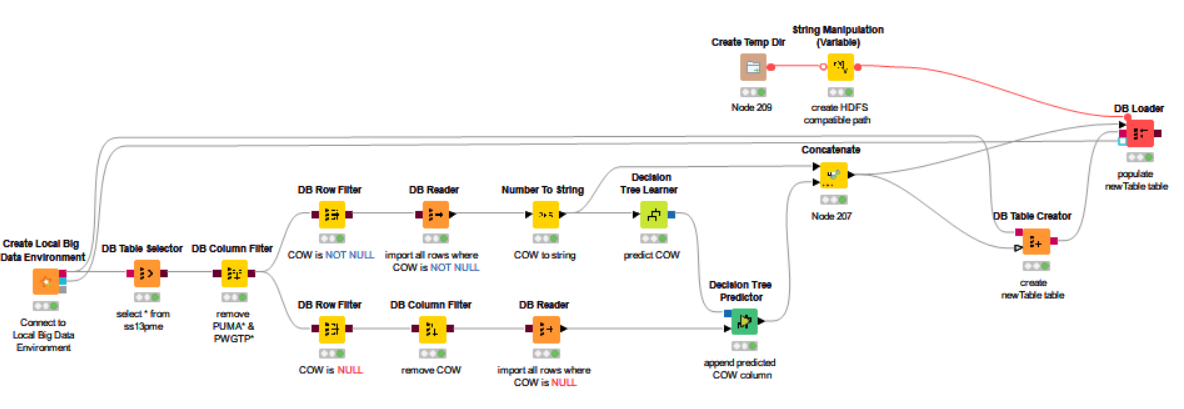 String Manipulation
(Variable)
Create Temp Dir
Node 209
create HDFS
compatible path
DB Loader
populate
newTable table
Concatenate
Node 207
DB Row Filter
COW is NOT NULL
DB Reader
import all rows where
COW is NOT NULL
Number To String
COW to string
Decision
Tree Learner
predict COW
DB Table Creator
create
newTable table
Create Local Big
Data Environment
Connect to
Local Big Data
Environment
DB Table Selector
select * from
ss13pme
DB Column Filter
remove
PUMA* &
PWGTP*
DB Row Filter
COW is NULL
DB Column Filter
remove COW
DB Reader
import all rows where
COW is NULL
Decision Tree
Predictor
append predicted
COW column